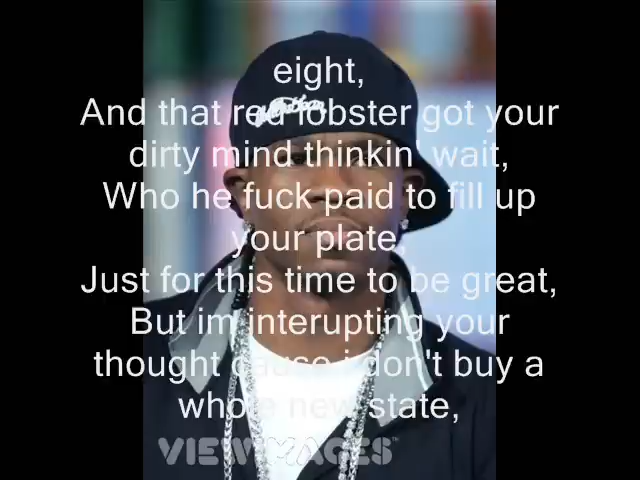 eight,
And that red lobster got your
dirty mind thinkin' wait,
Who he fuck paid to fill up
your plate,
Just for this time to be great,
But im interupting your
thought cause i don't buy a
whole new state,
VIEWIMAGES™